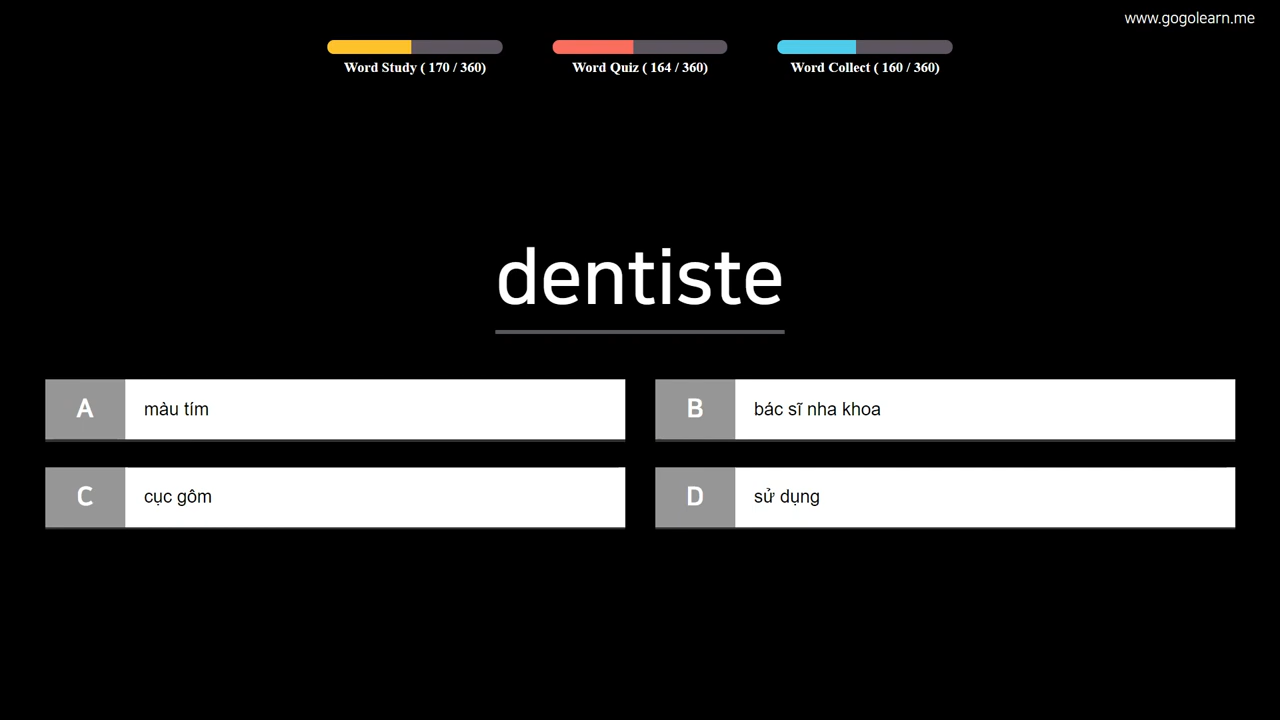 www.gogolearn.me
Word Study ( 170 / 360)
Word Quiz ( 164 / 360)
Word Collect ( 160 / 360)
dentiste
A màu tím
B bác sĩ nha khoa
C cục gôm
D sử dụng